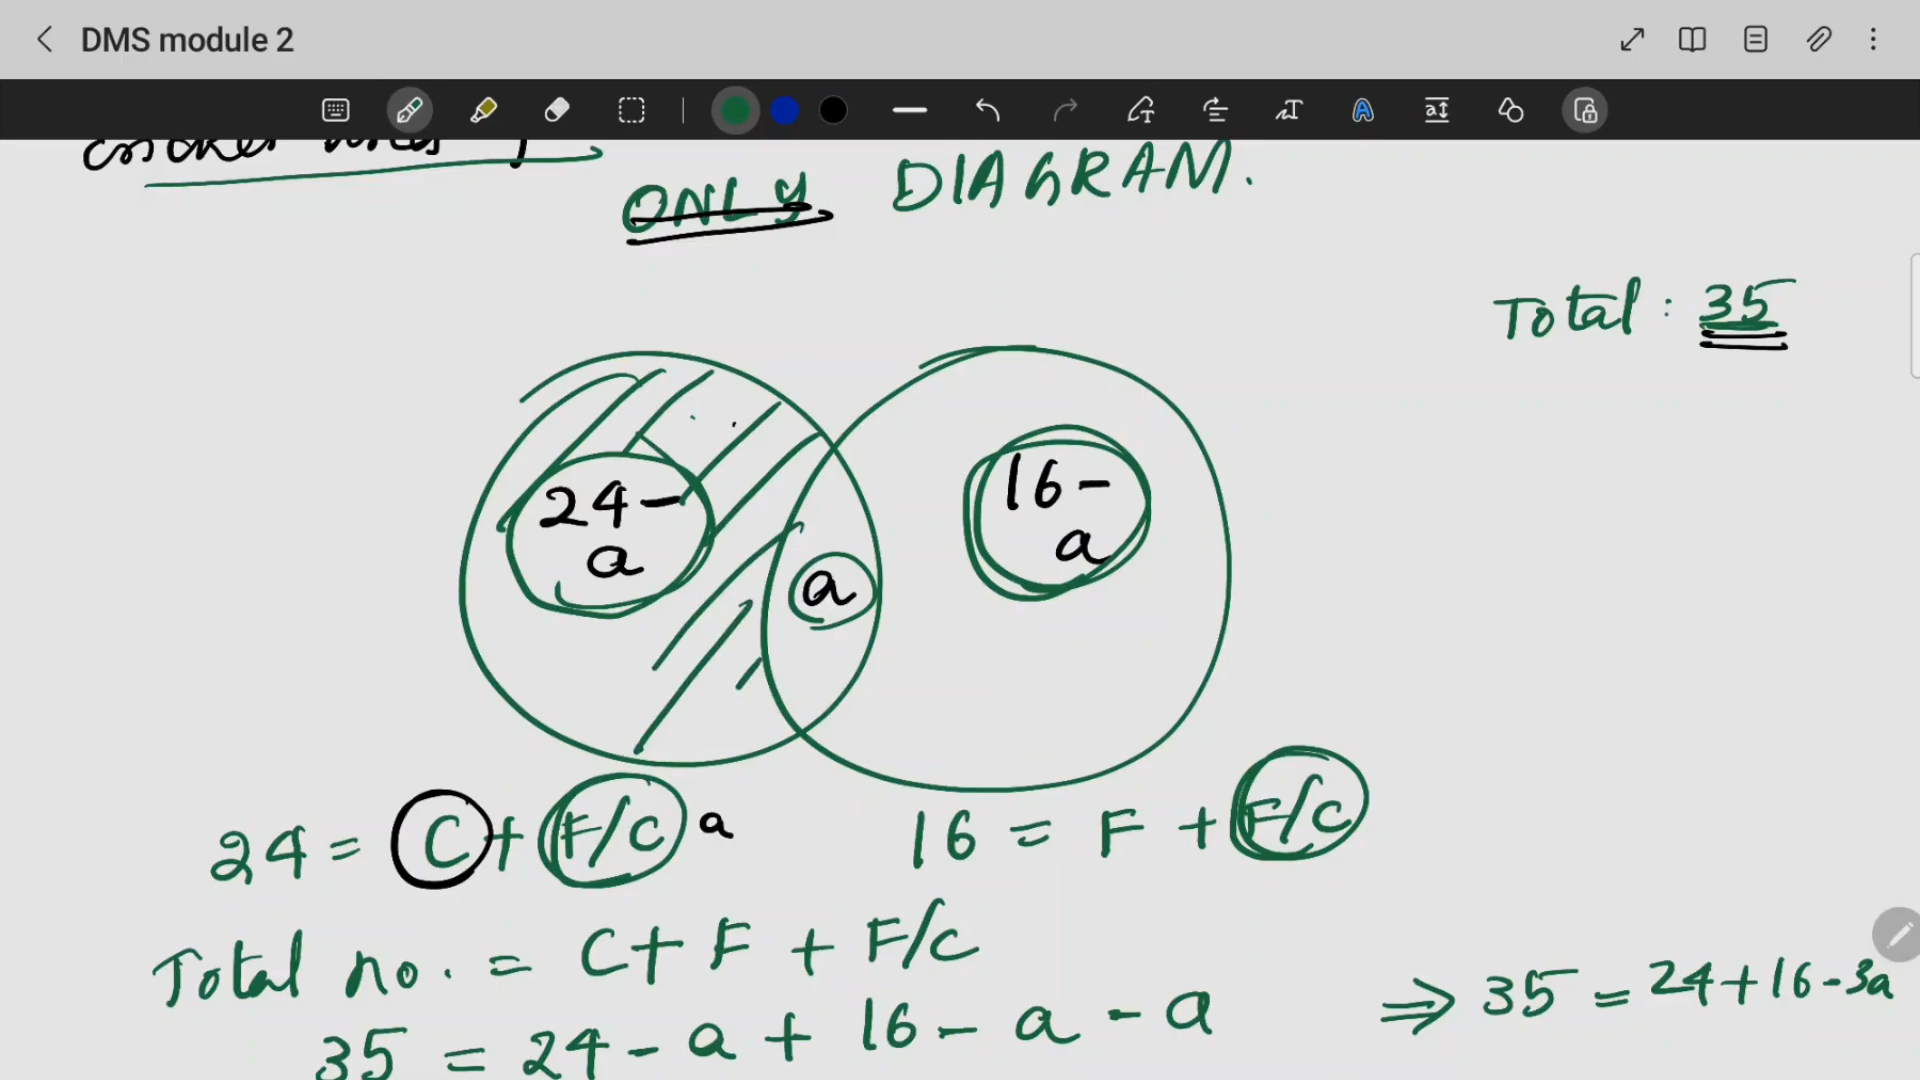 DMS module 2
ONLY DIAGRAM.
Total : 35
24-
a
a
16-
a
24 = C + F/C a
16 = F + F/C
Total no. = C + F + F/C
35 = 24 - a + 16 - a - a
⇒ 35 = 24 + 16 - 3a